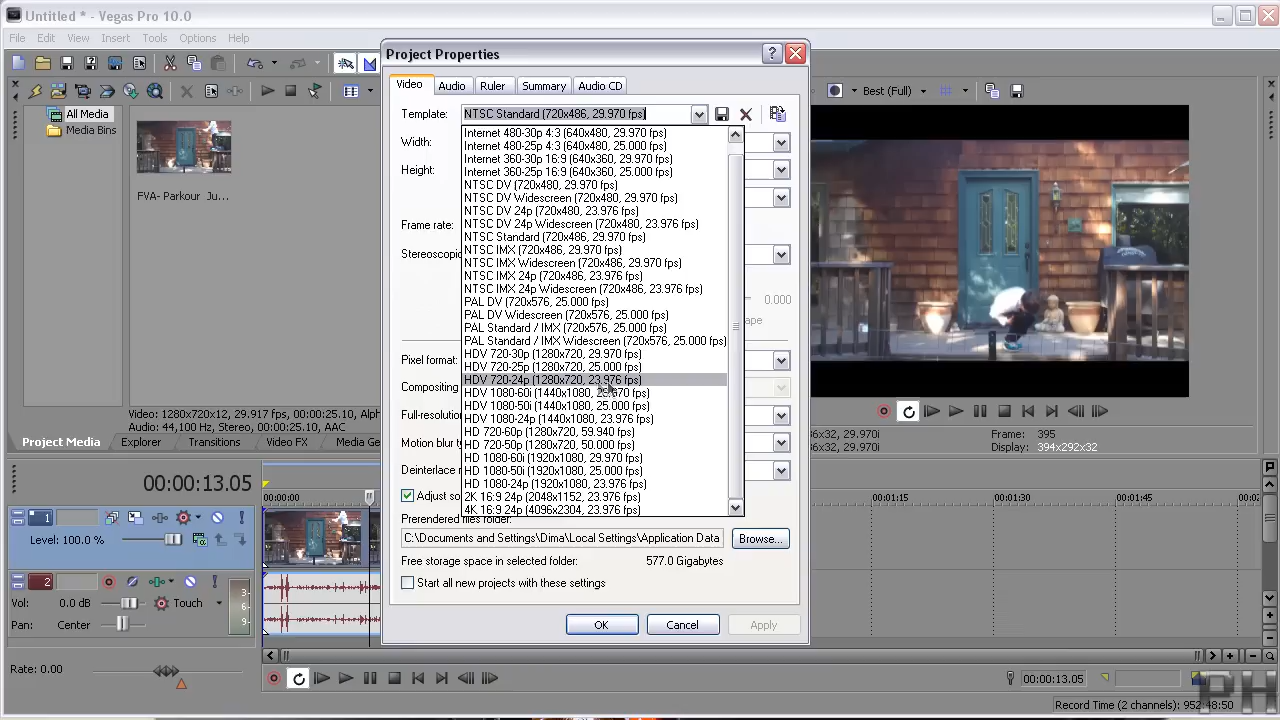 Untitled * - Vegas Pro 10.0
File Edit View Insert Tools Options Help
Project Properties
Video Audio Ruler Summary Audio CD
All Media
Media Bins
FVA- Parkour Ju...
Best (Full)
Template: NTSC Standard (720x486, 29.970 fps)
Width:
Height:
Frame rate:
Stereoscopic
0.000
Pixel format:
Compositing
Full-resolution
Motion blur ty
Deinterlace m
Internet 480-30p 4:3 (640x480, 29.970 fps)
Internet 480-25p 4:3 (640x480, 25.000 fps)
Internet 360-30p 16:9 (640x360, 29.970 fps)
Internet 360-25p 16:9 (640x360, 25.000 fps)
NTSC DV (720x480, 29.970 fps)
NTSC DV Widescreen (720x480, 29.970 fps)
NTSC DV 24p (720x480, 23.976 fps)
NTSC DV 24p Widescreen (720x480, 23.976 fps)
NTSC Standard (720x486, 29.970 fps)
NTSC IMX (720x486, 29.970 fps)
NTSC IMX Widescreen (720x486, 29.970 fps)
NTSC IMX 24p (720x486, 23.976 fps)
NTSC IMX 24p Widescreen (720x486, 23.976 fps)
PAL DV (720x576, 25.000 fps)
PAL DV Widescreen (720x576, 25.000 fps)
PAL Standard / IMX (720x576, 25.000 fps)
PAL Standard / IMX Widescreen (720x576, 25.000 fps)
HDV 720-30p (1280x720, 29.970 fps)
HDV 720-25p (1280x720, 25.000 fps)
HDV 720-24p (1280x720, 23.976 fps)
HDV 1080-60i (1440x1080, 29.970 fps)
HDV 1080-50i (1440x1080, 25.000 fps)
HDV 1080-24p (1440x1080, 23.976 fps)
HD 720-60p (1280x720, 59.940 fps)
HD 720-50p (1280x720, 50.000 fps)
HD 1080-60i (1920x1080, 29.970 fps)
HD 1080-50i (1920x1080, 25.000 fps)
HD 1080-24p (1920x1080, 23.976 fps)
2K 16:9 24p (2048x1152, 23.976 fps)
4K 16:9 24p (4096x2304, 23.976 fps)
Adjust so
Prerendered files folder:
C:\Documents and Settings\Dima\Local Settings\Application Data
Browse...
Free storage space in selected folder: 577.0 Gigabytes
Start all new projects with these settings
OK Cancel Apply
Video: 1280x720x12, 29.917 fps, 00:00:25.10, Alph
Audio: 44,100 Hz, Stereo, 00:00:25.10, AAC
Project Media Explorer Transitions Video FX Media Ge
6x32, 29.970i
6x32, 29.970i
Frame: 395
Display: 394x292x32
00:00:13.05
00:00:00
00:01:15 00:01:30 00:01:45
1
Level: 100.0 %
2
Vol: 0.0 dB Touch
Pan: Center
3-
6-
9-
Rate: 0.00
00:00:13.05
Record Time (2 channels): 952:48:50
PH